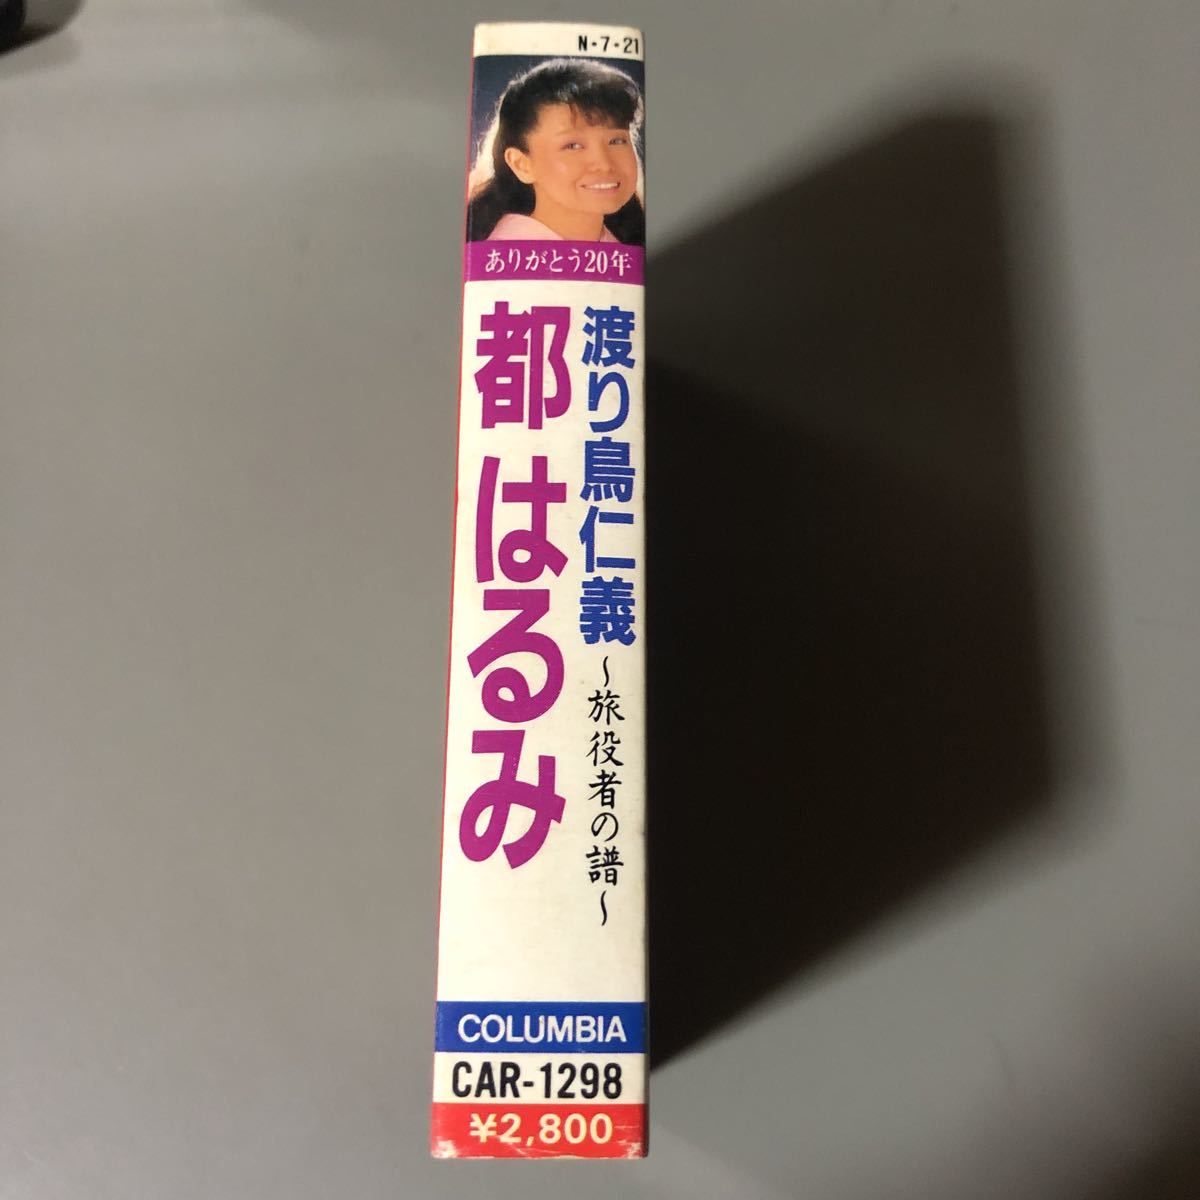 N-7-21
ありがとう20年
渡り鳥仁義
~旅役者の譜~
都 はるみ
COLUMBIA
CAR-1298
¥2,800